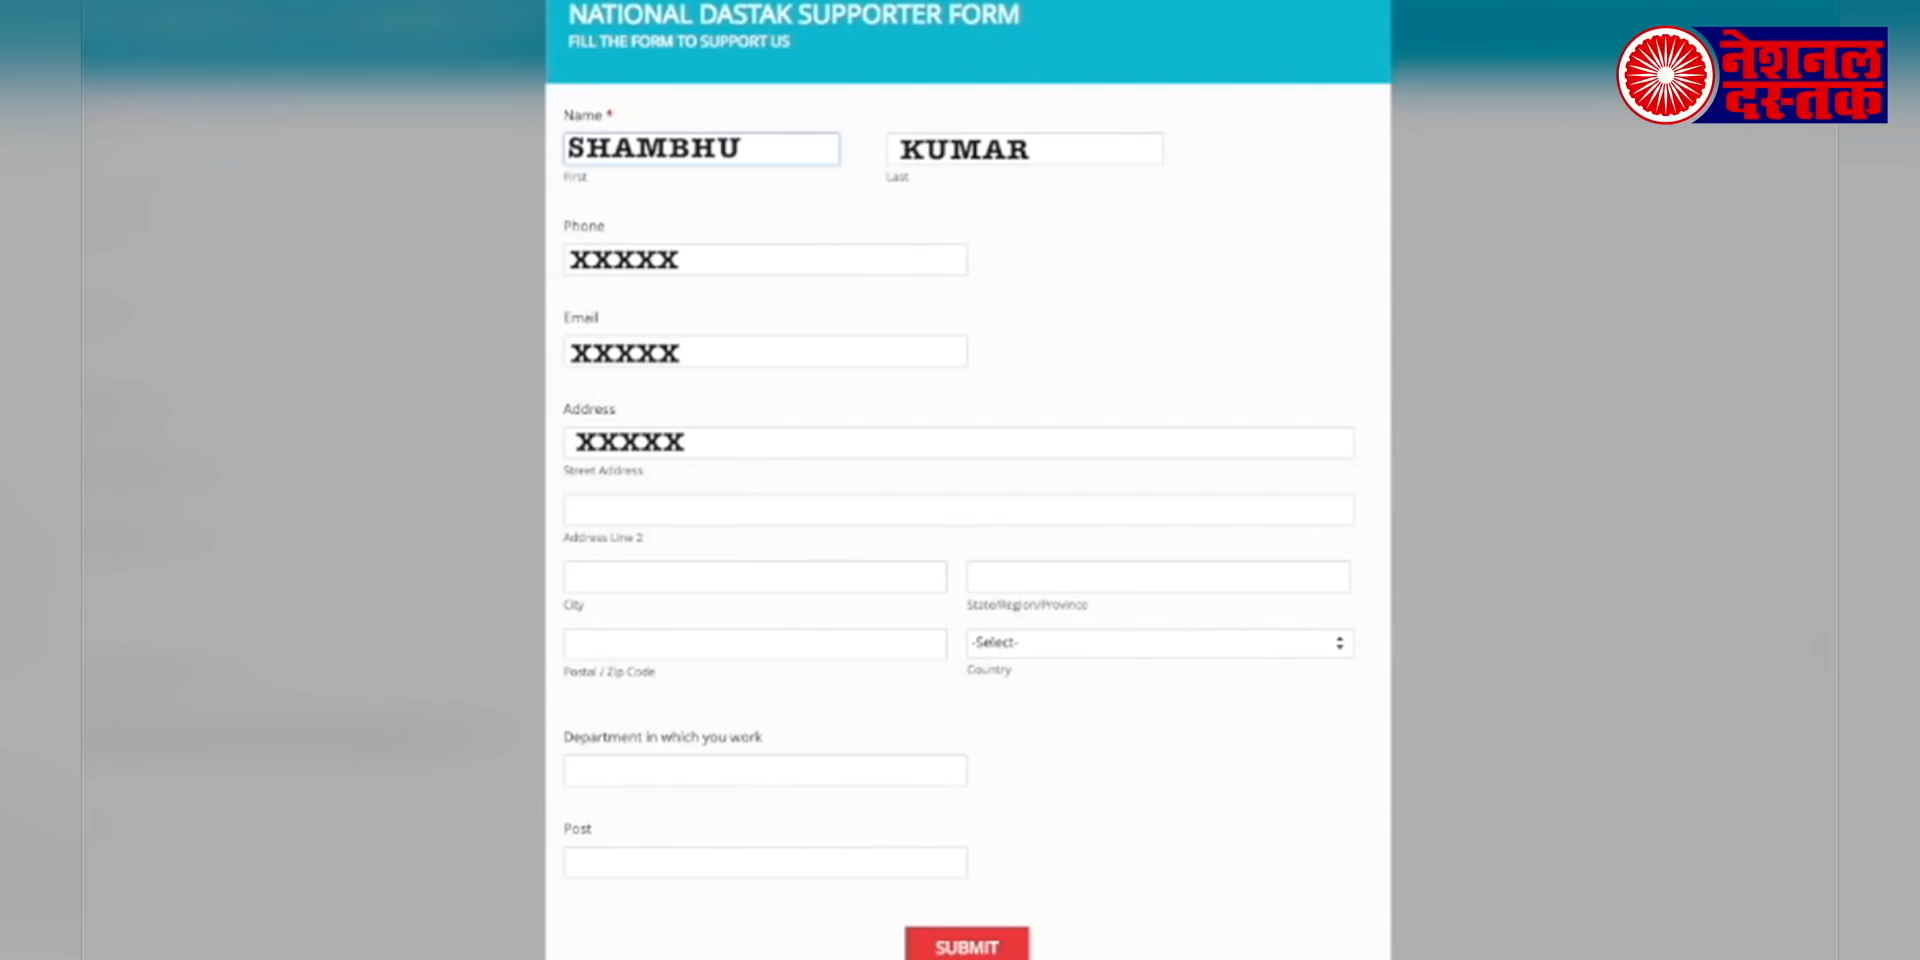 NATIONAL DASTAK SUPPORTER FORM
FILL THE FORM TO SUPPORT US
नेशनल
दस्तक
Name *
SHAMBHU KUMAR
First Last
Phone
XXXXX
Email
XXXXX
Address
XXXXX
Street Address
Address Line 2
City State/Region/Province
-Select-
Postal / Zip Code Country
Department in which you work
Post
SUBMIT